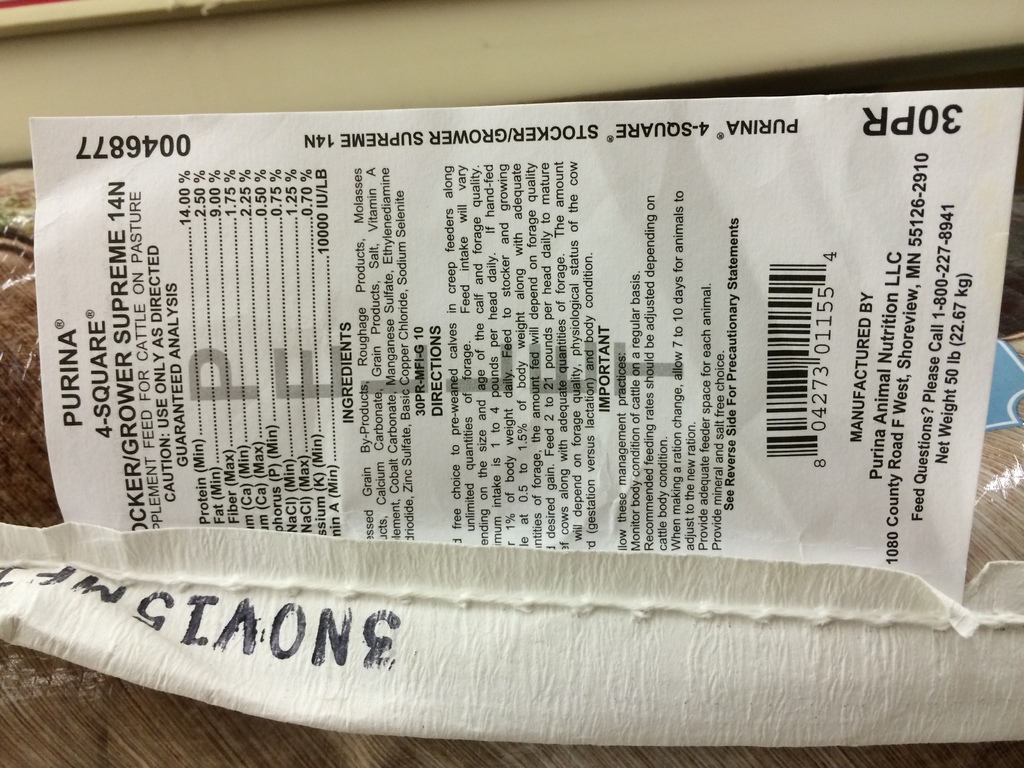 PURINA®
4-SQUARE®
OCKER/GROWER SUPREME 14N
PPLEMENT FEED FOR CATTLE ON PASTURE
CAUTION: USE ONLY AS DIRECTED
GUARANTEED ANALYSIS
Protein (Min) 14.00 %
Fat (Min) 2.50 %
Fiber (Max) 9.00 %
m (Ca) (Min) 1.75 %
m (Ca) (Max) 2.25 %
ohorus (P) (Min) 0.50 %
NaCl) (Min) 0.75 %
NaCl) (Max) 1.25 %
ssium (K) (Min) 0.70 %
nin A (Min) 10000 IU/LB
INGREDIENTS
essed Grain By-Products, Roughage Products, Molasses
ucts, Calcium Carbonate, Grain Products, Salt, Vitamin A
lement, Cobalt Carbonate, Manganese Sulfate, Ethylenediamine
driodide, Zinc Sulfate, Basic Copper Chloride, Sodium Selenite
30PR-MFI-G 10
DIRECTIONS
d free choice to pre-weaned calves in creep feeders along
unlimited quantities of forage. Feed intake will vary
ending on the size and age of the calf and forage quality.
imum intake is 1 to 4 pounds per head daily. If hand-fed
r 1% of body weight daily. Feed to stocker and growing
le at 0.5 to 1.5% of body weight along with adequate
ntities of forage, the amount fed will depend on forage quality
d desired gain. Feed 2 to 21 pounds per head daily to mature
ef cows along with adequate quantities of forage. The amount
will depend on forage quality, physiological status of the cow
rd (gestation versus lactation) and body condition.
IMPORTANT
llow these management practices:
Monitor body condition of cattle on a regular basis.
Recommended feeding rates should be adjusted depending on
cattle body condition.
When making a ration change, allow 7 to 10 days for animals to
adjust to the new ration.
Provide adequate feeder space for each animal.
Provide mineral and salt free choice.
See Reverse Side For Precautionary Statements
8 04273 01155 4
MANUFACTURED BY
Purina Animal Nutrition LLC
1080 County Road F West, Shoreview, MN 55126-2910
Feed Questions? Please Call 1-800-227-8941
Net Weight 50 lb (22.67 kg)
0046877
PURINA® 4-SQUARE® STOCKER/GROWER SUPREME 14N
30PR
3NOV15